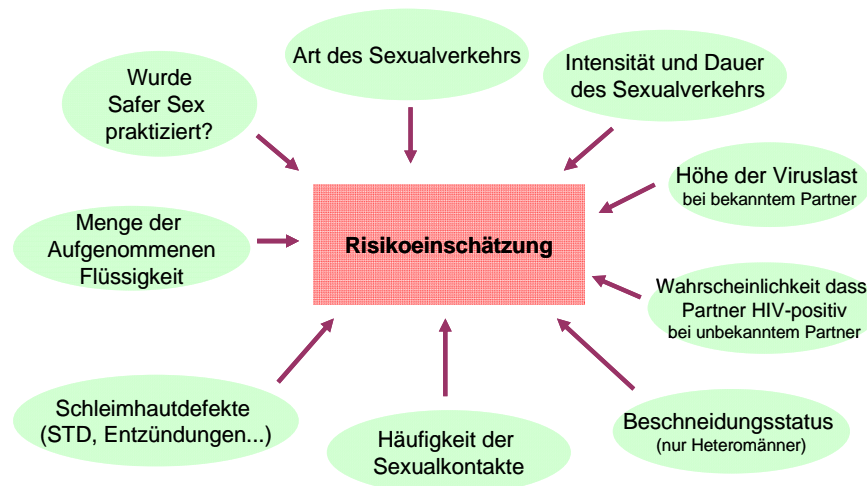 Art des Sexualverkehrs
Intensität und Dauer
des Sexualverkehrs
Wurde
Safer Sex
praktiziert?
Höhe der Viruslast
bei bekanntem Partner
Menge der
Aufgenommenen
Flüssigkeit
Risikoeinschätzung
Wahrscheinlichkeit dass
Partner HIV-positiv
bei unbekanntem Partner
Schleimhautdefekte
(STD, Entzündungen...)
Häufigkeit der
Sexualkontakte
Beschneidungsstatus
(nur Heteromänner)